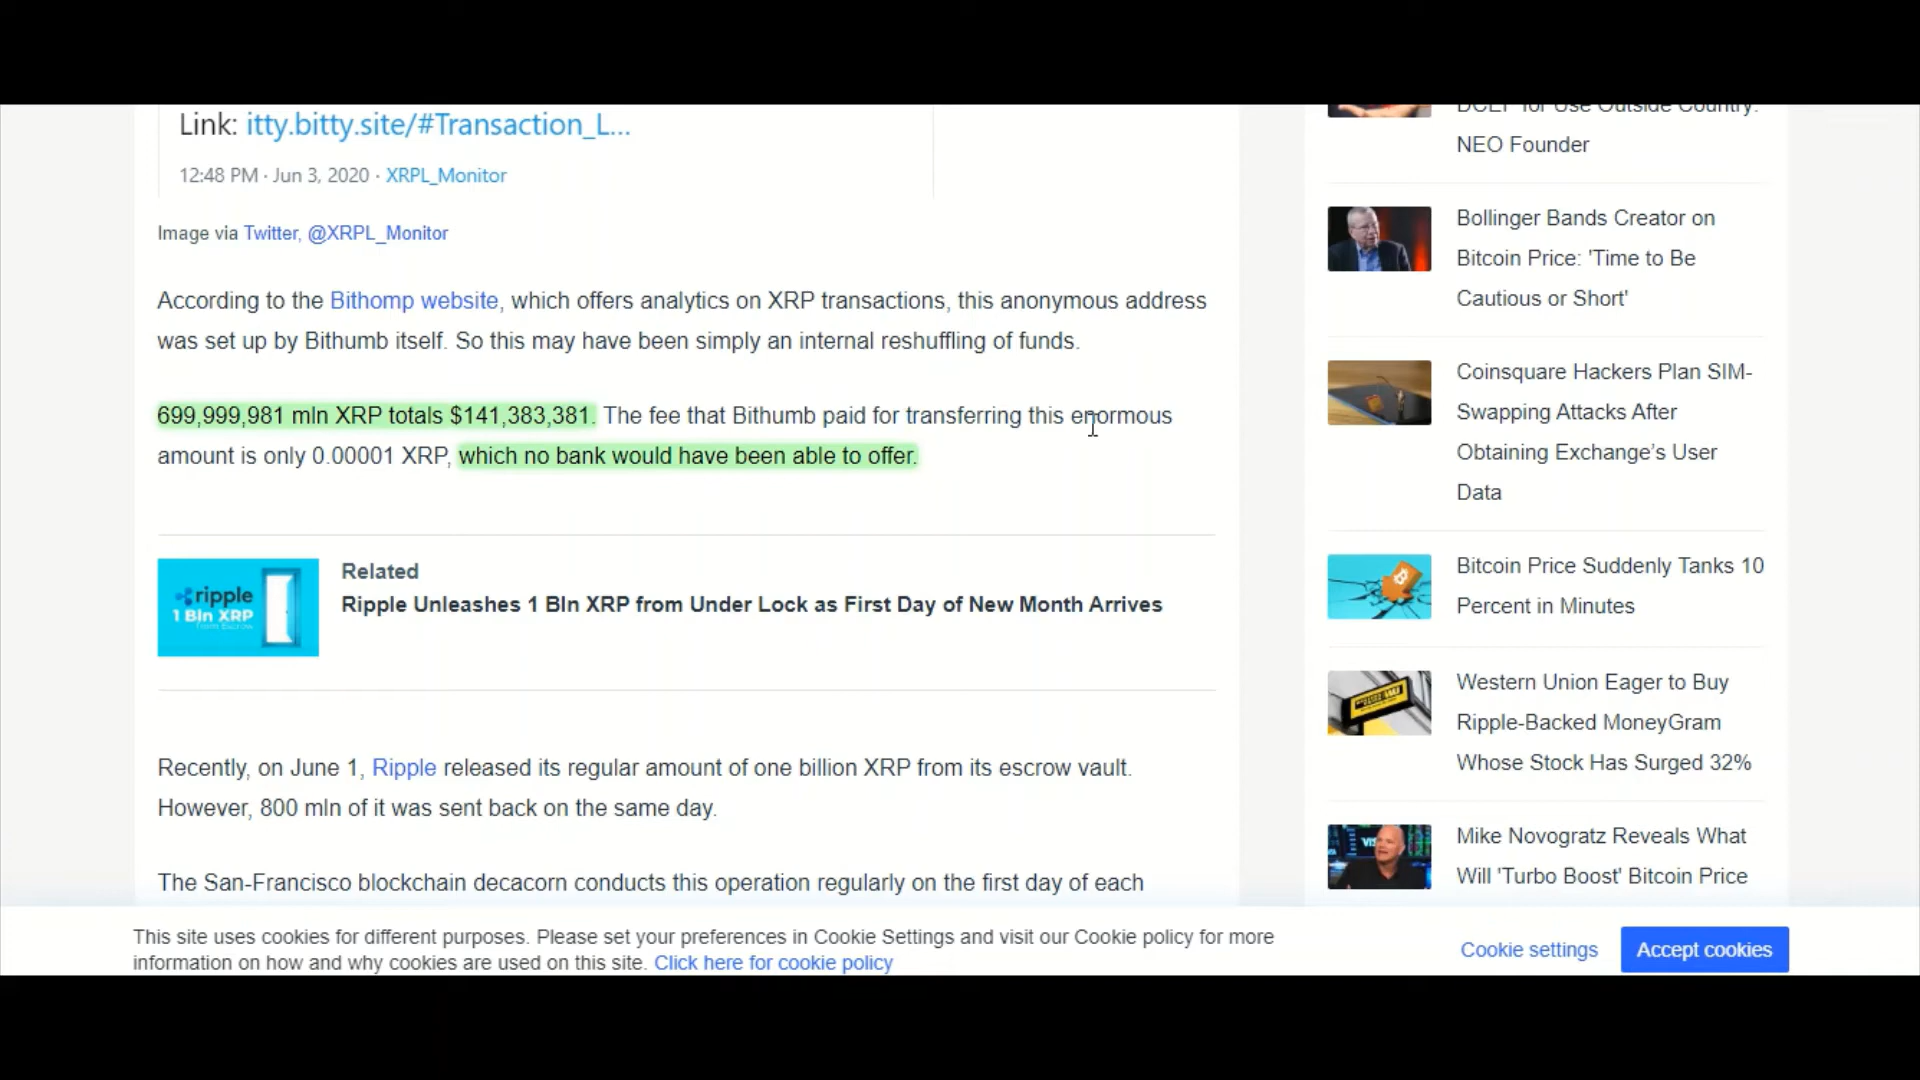 Link: itty.bitty.site/#Transaction_L...
12:48 PM · Jun 3, 2020 · XRPL_Monitor
Image via Twitter, @XRPL_Monitor
According to the Bithomp website, which offers analytics on XRP transactions, this anonymous address
was set up by Bithumb itself. So this may have been simply an internal reshuffling of funds.
699,999,981 mln XRP totals $141,383,381. The fee that Bithumb paid for transferring this enormous
amount is only 0.00001 XRP, which no bank would have been able to offer.
ripple
1 Bln XRP
Related
Ripple Unleashes 1 Bln XRP from Under Lock as First Day of New Month Arrives
Recently, on June 1, Ripple released its regular amount of one billion XRP from its escrow vault.
However, 800 mln of it was sent back on the same day.
The San-Francisco blockchain decacorn conducts this operation regularly on the first day of each
DCEP for Use Outside Country:
NEO Founder
Bollinger Bands Creator on
Bitcoin Price: 'Time to Be
Cautious or Short'
Coinsquare Hackers Plan SIM-
Swapping Attacks After
Obtaining Exchange’s User
Data
Bitcoin Price Suddenly Tanks 10
Percent in Minutes
Western Union Eager to Buy
Ripple-Backed MoneyGram
Whose Stock Has Surged 32%
Mike Novogratz Reveals What
Will 'Turbo Boost' Bitcoin Price
This site uses cookies for different purposes. Please set your preferences in Cookie Settings and visit our Cookie policy for more
information on how and why cookies are used on this site. Click here for cookie policy
Cookie settings
Accept cookies